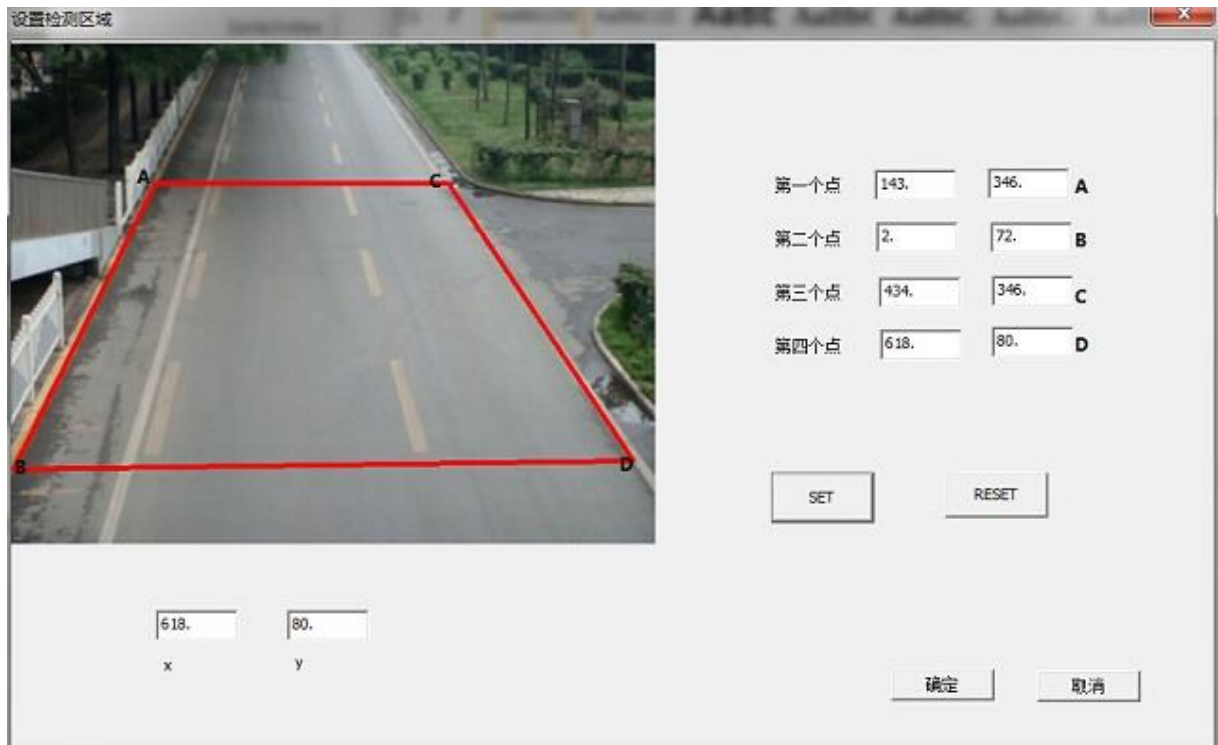 设置检测区域
A
C
B
D
第一个点 143. 346. A
第二个点 2. 72. B
第三个点 434. 346. C
第四个点 618. 80. D
SET RESET
618. 80.
x y
确定 取消